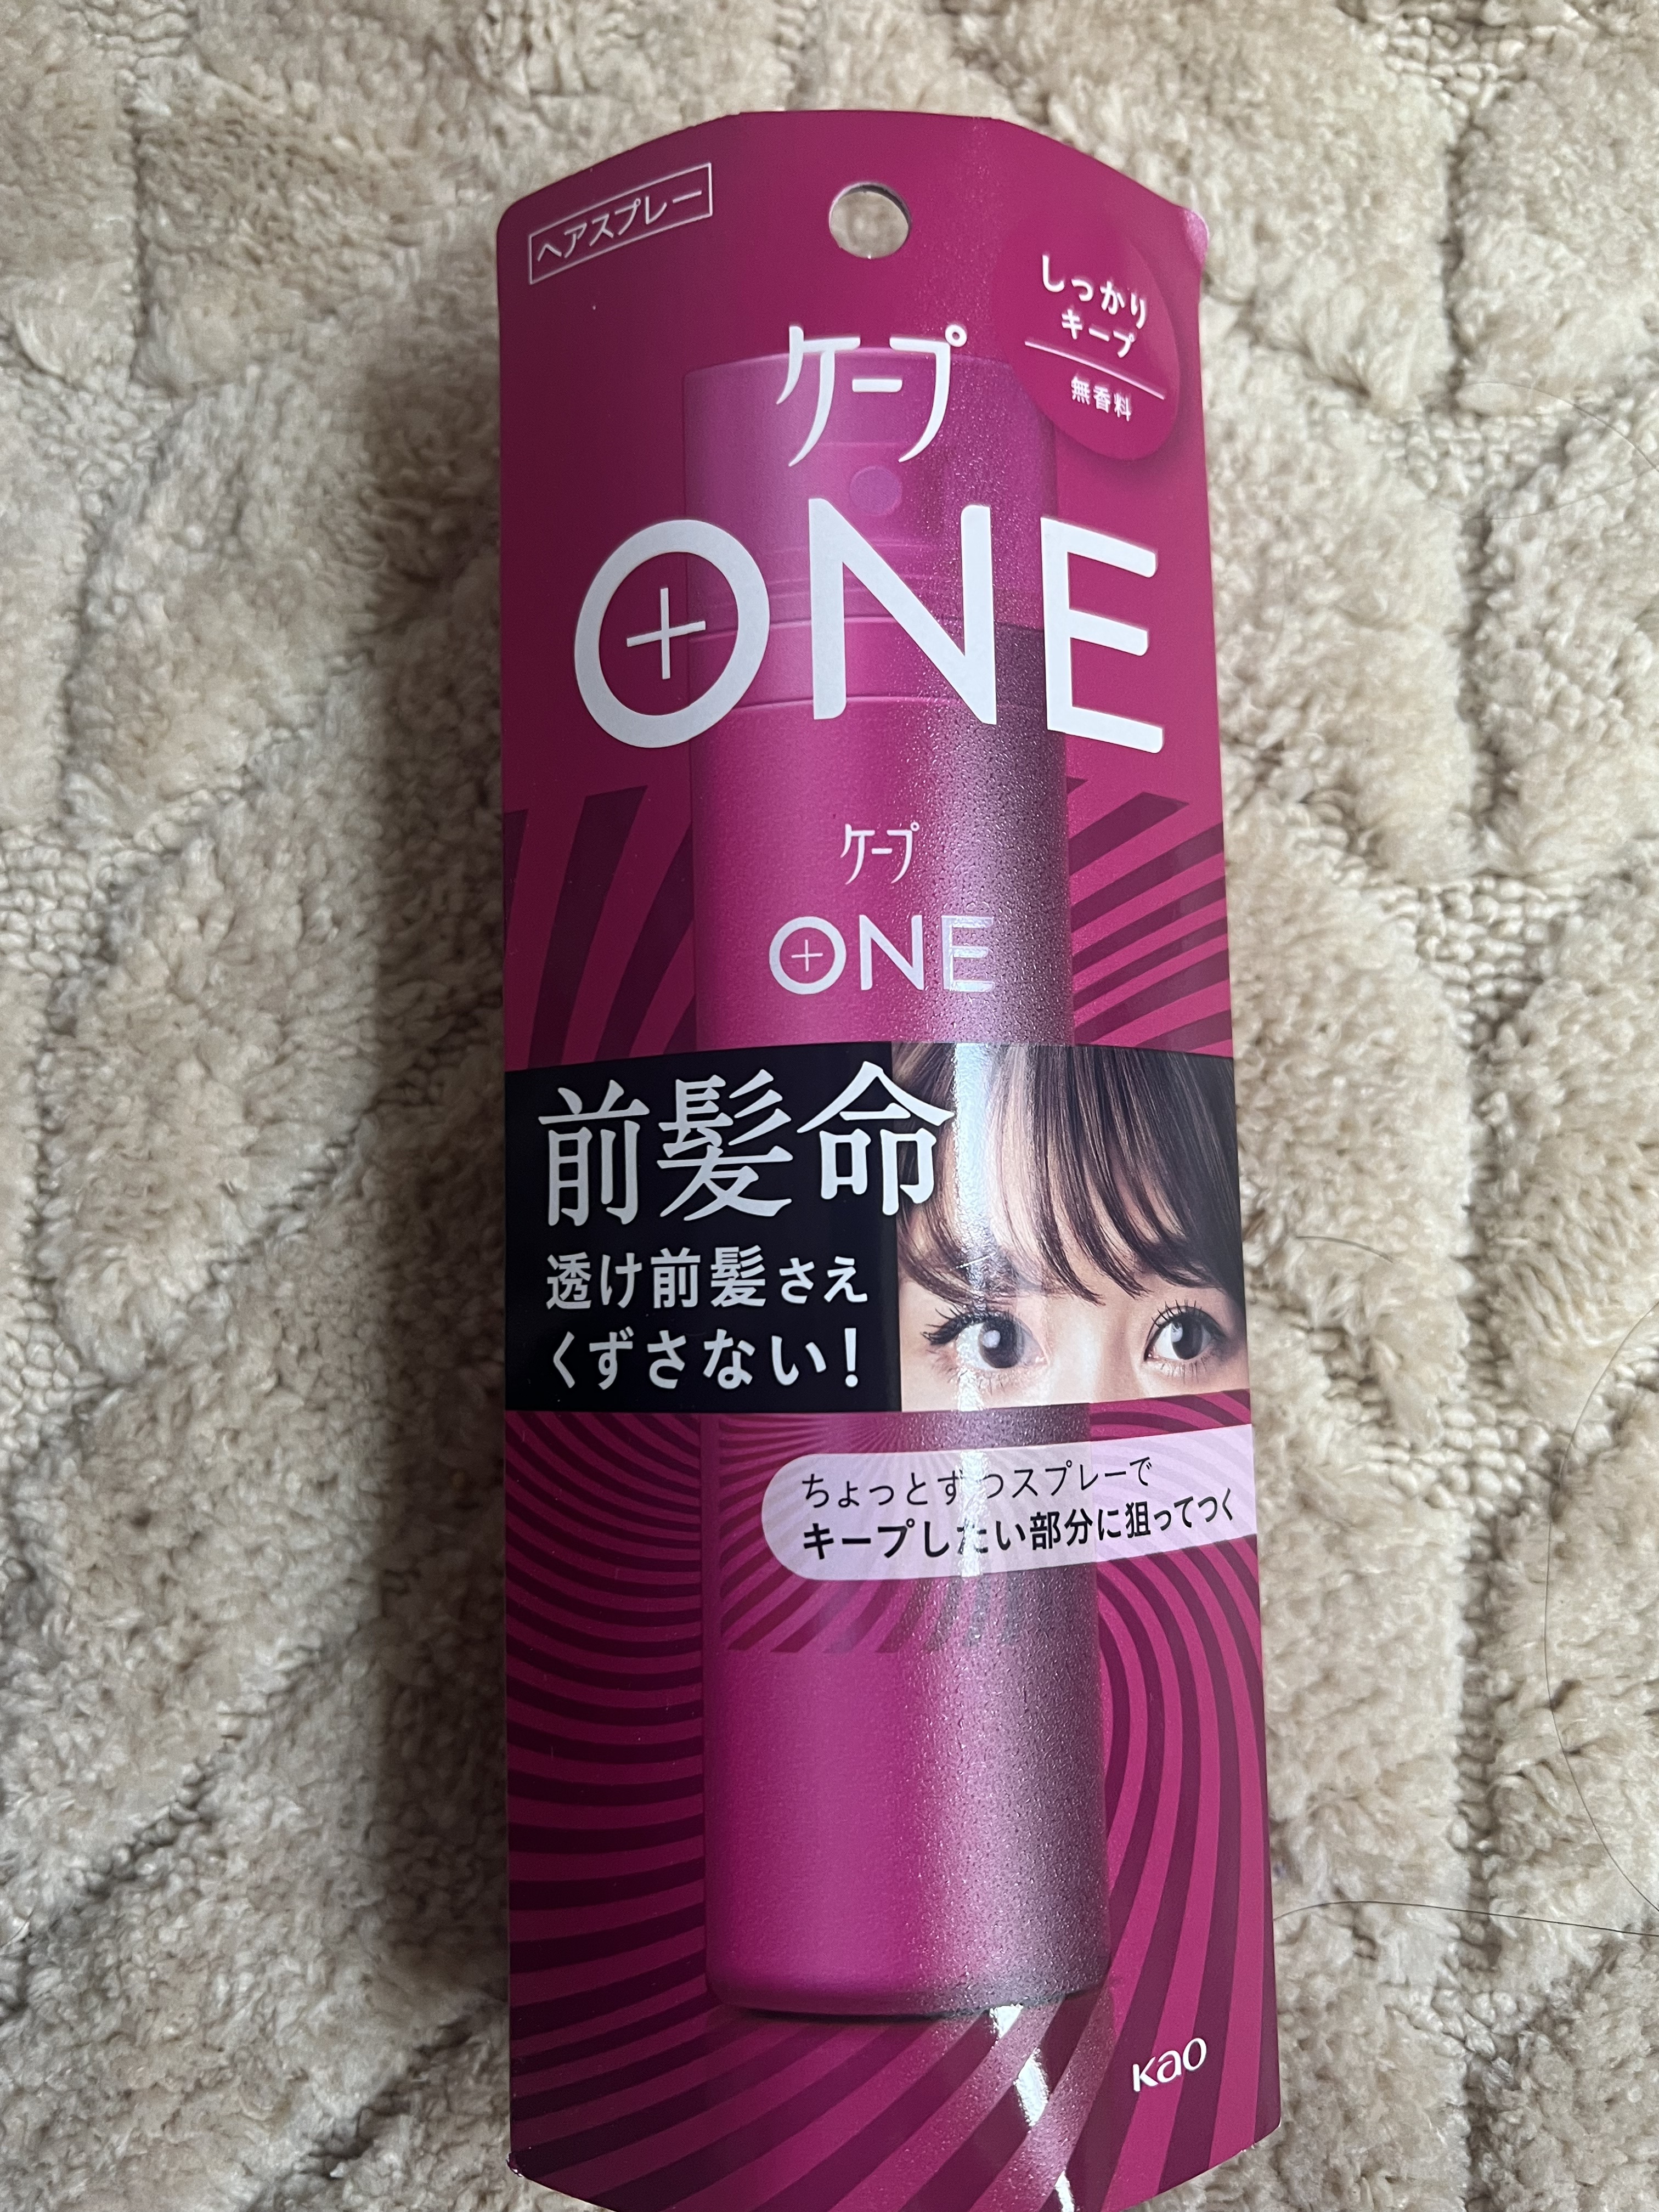 ヘアスプレー
しっかり
キープ
無香料
ケープ
ONE
ケープ
ONE
前髪命
透け前髪さえ
くずさない!
ちょっとずつスプレーで
キープしたい部分に狙ってつく
Kao